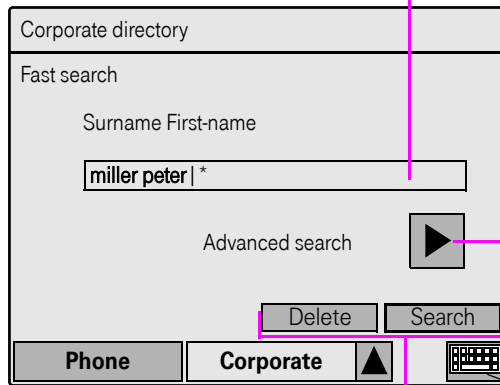 Corporate directory
Fast search
Surname First-name
miller peter| *
Advanced search
Delete Search
Phone Corporate